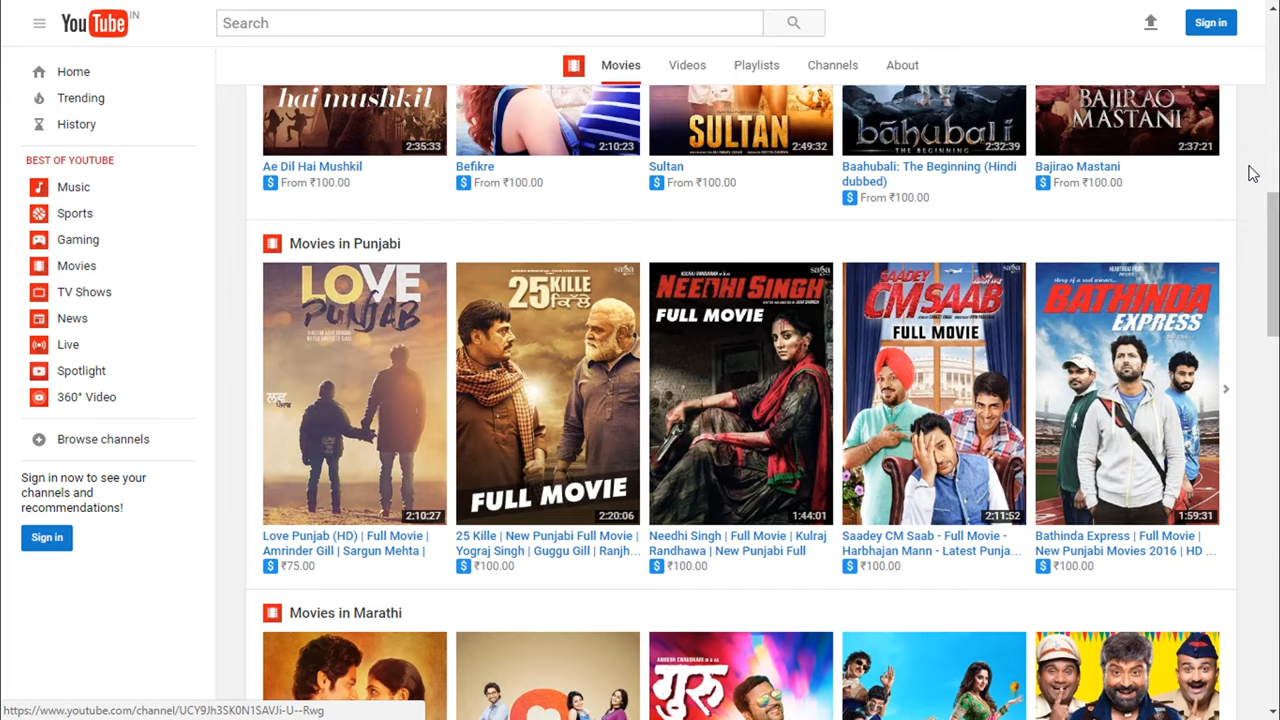 YouTube IN
Search
Sign in
Movies
Videos
Playlists
Channels
About
Home
Trending
History
BEST OF YOUTUBE
Music
Sports
Gaming
Movies
TV Shows
News
Live
Spotlight
360° Video
Browse channels
Sign in now to see your
channels and
recommendations!
Sign in
hai mushkil
2:35:33
2:10:23
SULTAN
2:49:32
bāhubali
THE BEGINNING
2:32:39
BAJIRAO
MASTANI
2:37:21
Ae Dil Hai Mushkil
From ₹100.00
Befikre
From ₹100.00
Sultan
From ₹100.00
Baahubali: The Beginning (Hindi
dubbed)
From ₹100.00
Bajirao Mastani
From ₹100.00
Movies in Punjabi
LOVE
PUNJAB
ਲਵ
ਪੰਜਾਬ
2:10:27
saga
25 KILLE
ਕਿੱਲੇ
FULL MOVIE
2:20:06
saga
NEEDHI SINGH
FULL MOVIE
1:44:01
saga
SAADEY
CM SAAB
FULL MOVIE
2:11:52
BATHINDA
EXPRESS
1:59:31
Love Punjab (HD) | Full Movie |
Amrinder Gill | Sargun Mehta |
₹75.00
25 Kille | New Punjabi Full Movie |
Yograj Singh | Guggu Gill | Ranjh...
₹100.00
Needhi Singh | Full Movie | Kulraj
Randhawa | New Punjabi Full
₹100.00
Saadey CM Saab - Full Movie -
Harbhajan Mann - Latest Punja...
₹100.00
Bathinda Express | Full Movie |
New Punjabi Movies 2016 | HD ...
₹100.00
Movies in Marathi
गुरु
https://www.youtube.com/channel/UCY9Jh3SK0N1SAVJi-U--Rwg